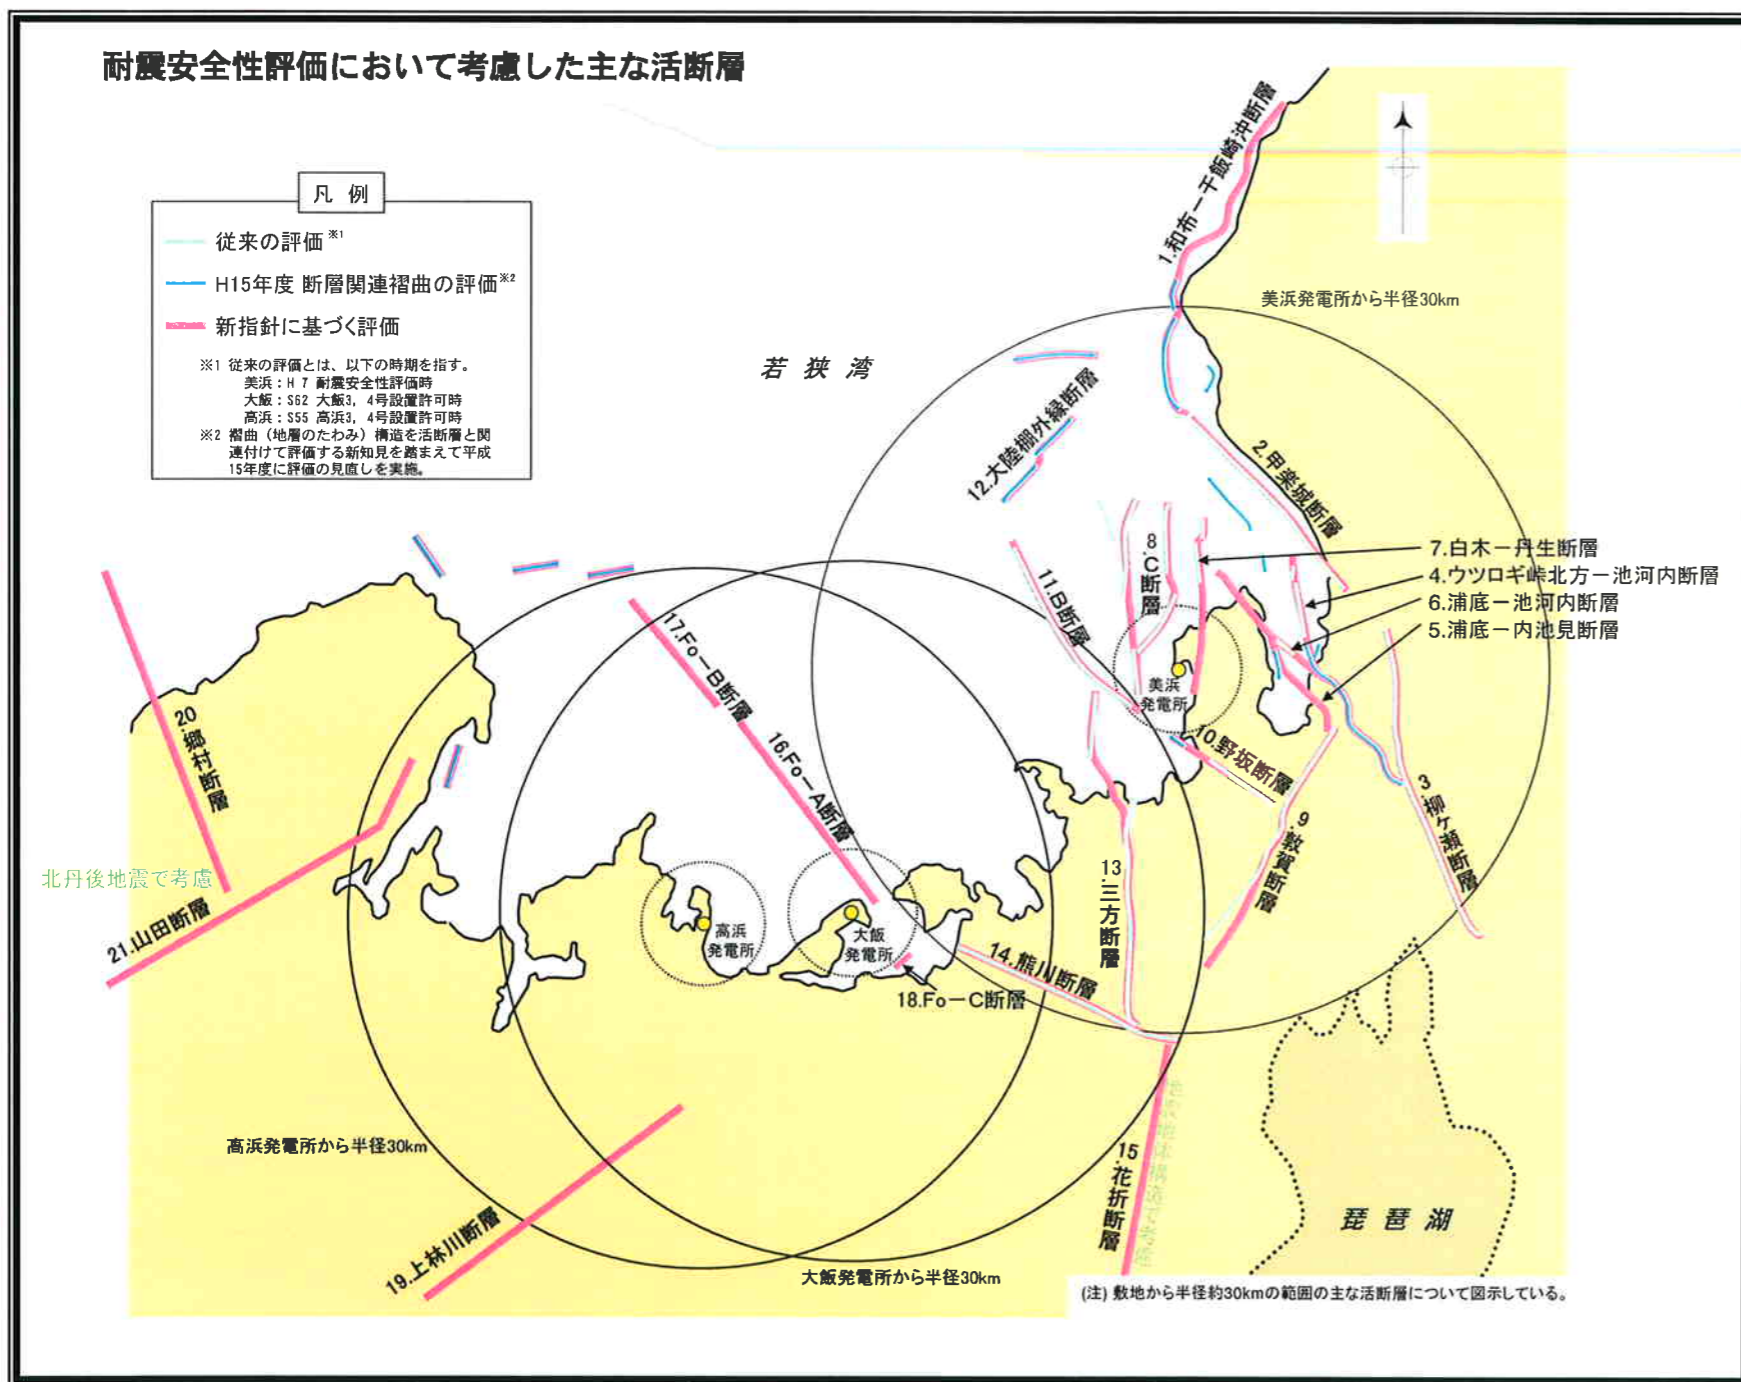 耐震安全性評価において考慮した主な活断層
凡 例
従来の評価※1
H15年度 断層関連褶曲の評価※2
新指針に基づく評価
※1 従来の評価とは、以下の時期を指す。
美浜：H 7 耐震安全性評価時
大飯：S62 大飯3, 4号設置許可時
高浜：S55 高浜3, 4号設置許可時
※2 褶曲（地層のたわみ）構造を活断層と関
連付けて評価する新知見を踏まえて平成
15年度に評価の見直しを実施。
若 狭 湾
1.和布－干飯崎沖断層
美浜発電所から半径30km
12.大陸棚外縁断層
2.甲楽城断層
7.白木－丹生断層
4.ウツロギ峠北方－池河内断層
6.浦底－池河内断層
5.浦底－内池見断層
8.C断層
11.B断層
美浜
発電所
10.野坂断層
9.敦賀断層
3.柳ヶ瀬断層
13.三方断層
17.Fo－B断層
16.Fo－A断層
20.郷村断層
北丹後地震で考慮
21.山田断層
高浜
発電所
大飯
発電所
18.Fo－C断層
14.熊川断層
15.花折断層
高浜発電所から半径30km
19.上林川断層
大飯発電所から半径30km
琵 琶 湖
(注) 敷地から半径約30kmの範囲の主な活断層について図示している。